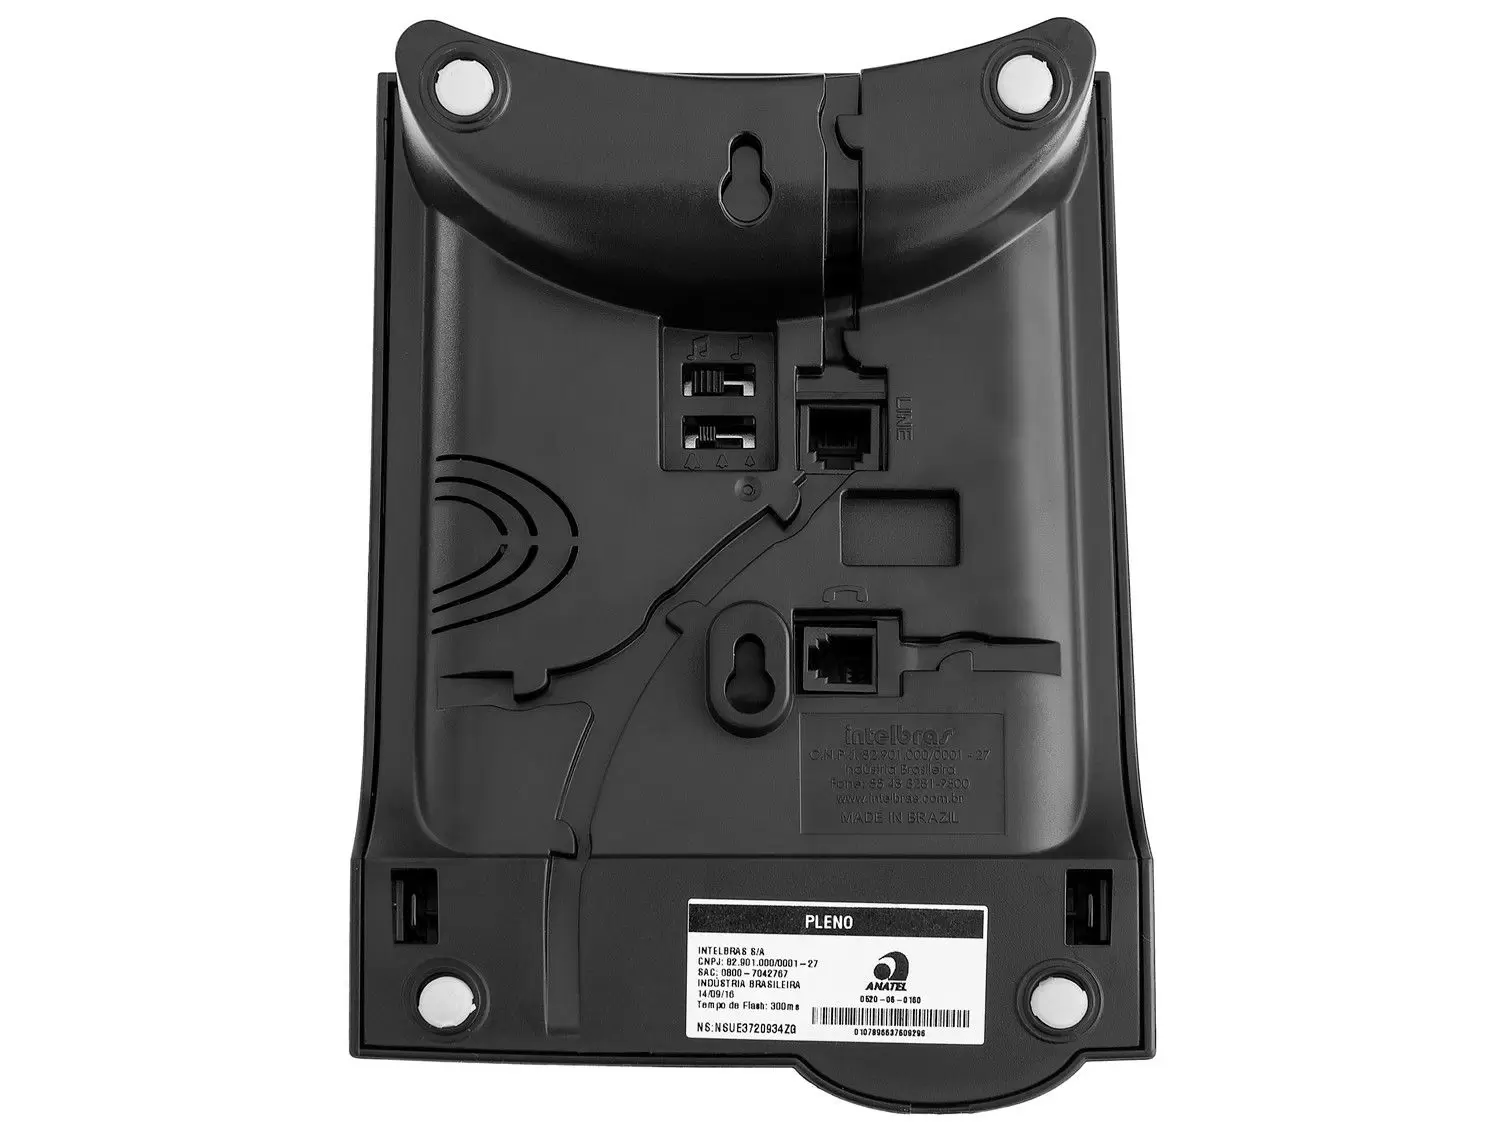 LINE
intelbras
C.N.P.J. 82.901.000/0001 - 27
Indústria Brasileira
Fone: 55 48 3281-9500
www.intelbras.com.br
MADE IN BRAZIL
PLENO
INTELBRAS S/A
CNPJ: 82.901.000/0001-27
SAC: 0800 - 7042767
INDÚSTRIA BRASILEIRA
14/09/16
Tempo de Flash: 300ms
NS:NSUE3720934ZG
ANATEL
0520-06-0160
0107896637609296